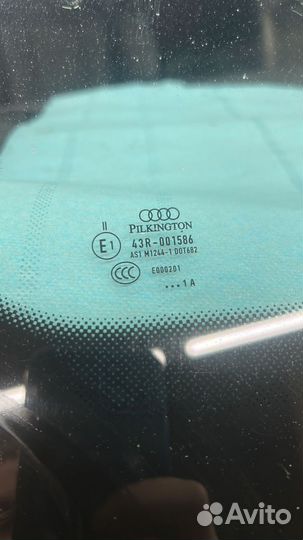 II
PILKINGTON
E1
43R-001586
AS1 M1244-1 DOT682
CCC
E000201
...1A
Avito